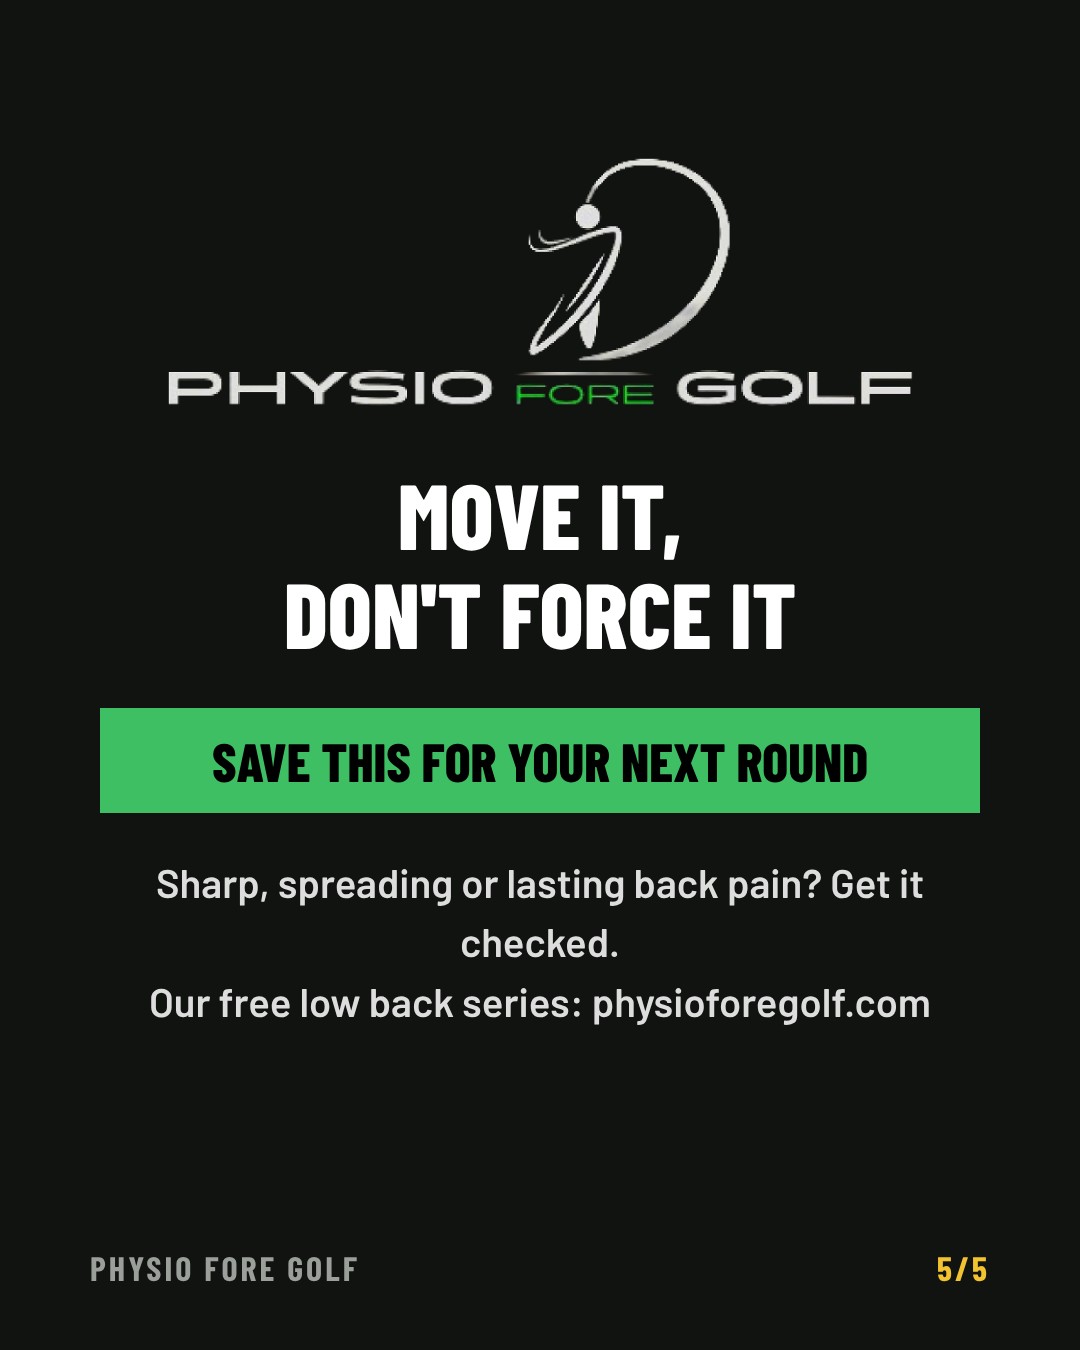 PHYSIO FORE GOLF
MOVE IT,
DON'T FORCE IT
SAVE THIS FOR YOUR NEXT ROUND
Sharp, spreading or lasting back pain? Get it
checked.
Our free low back series: physioforegolf.com
PHYSIO FORE GOLF
5/5